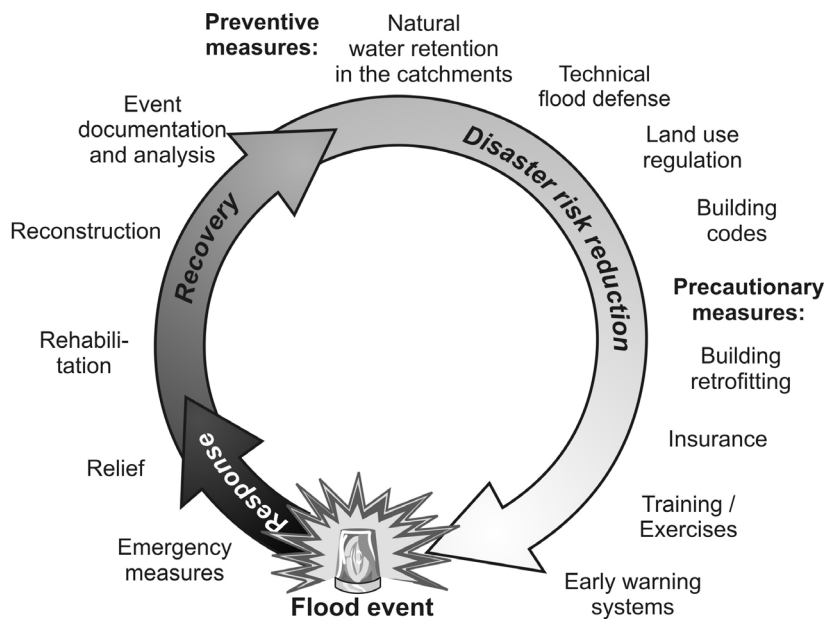 Preventive
measures:
Natural
water retention
in the catchments
Technical
flood defense
Land use
regulation
Building
codes
Precautionary
measures:
Building
retrofitting
Insurance
Training /
Exercises
Early warning
systems
Disaster risk reduction
Flood event
Response
Emergency
measures
Relief
Rehabili-
tation
Reconstruction
Recovery
Event
documentation
and analysis